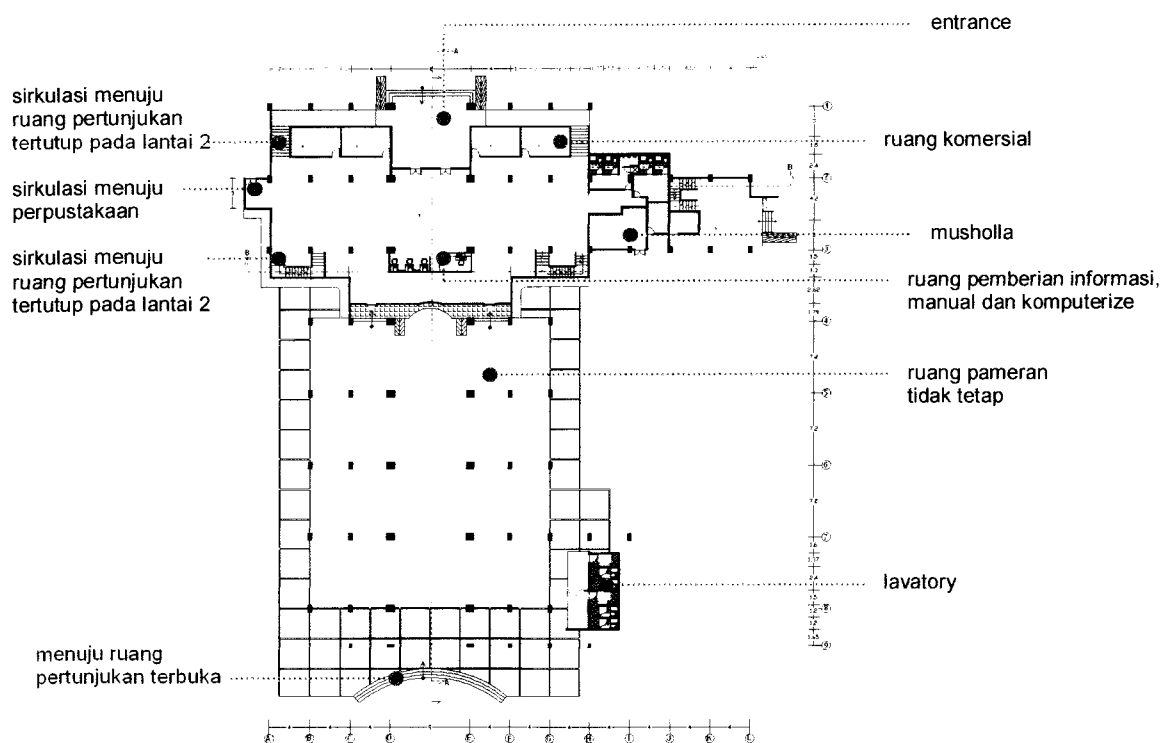 entrance
sirkulasi menuju
ruang pertunjukan
tertutup pada lantai 2
ruang komersial
sirkulasi menuju
perpustakaan
musholla
sirkulasi menuju
ruang pertunjukan
tertutup pada lantai 2
ruang pemberian informasi,
manual dan komputerize
ruang pameran
tidak tetap
lavatory
menuju ruang
pertunjukan terbuka